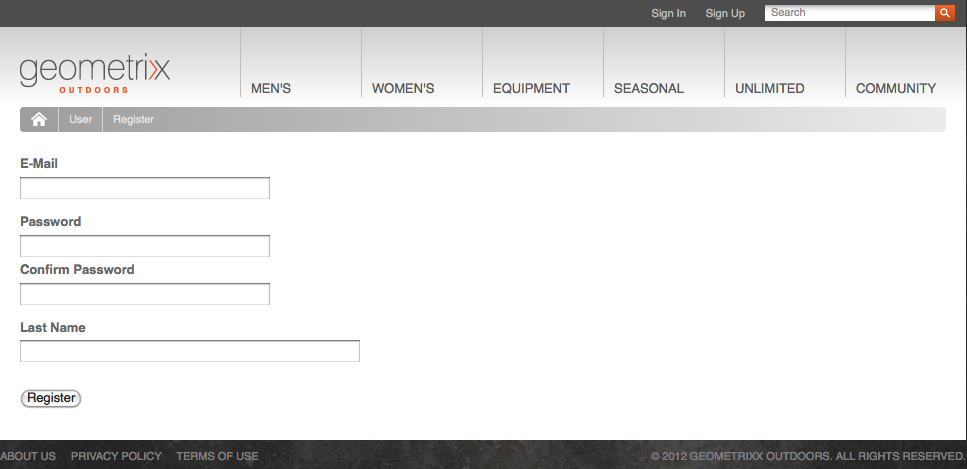 Sign In Sign Up Search
geometrixx
OUTDOORS
MEN'S WOMEN'S EQUIPMENT SEASONAL UNLIMITED COMMUNITY
User Register
E-Mail
Password
Confirm Password
Last Name
Register
ABOUT US PRIVACY POLICY TERMS OF USE © 2012 GEOMETRIXX OUTDOORS. ALL RIGHTS RESERVED.